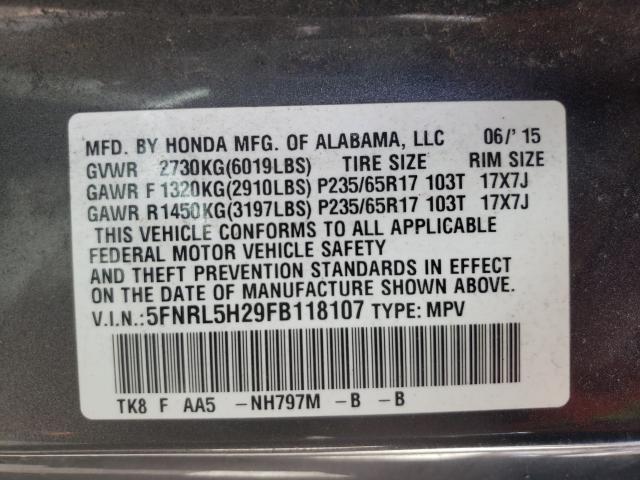 MFD. BY HONDA MFG. OF ALABAMA, LLC 06/'15
GVWR 2730KG(6019LBS) TIRE SIZE RIM SIZE
GAWR F 1320KG(2910LBS) P235/65R17 103T 17X7J
GAWR R1450KG(3197LBS) P235/65R17 103T 17X7J
THIS VEHICLE CONFORMS TO ALL APPLICABLE
FEDERAL MOTOR VEHICLE SAFETY
AND THEFT PREVENTION STANDARDS IN EFFECT
ON THE DATE OF MANUFACTURE SHOWN ABOVE.
V.I.N.:5FNRL5H29FB118107 TYPE: MPV
TK8 F AA5 -NH797M -B -B